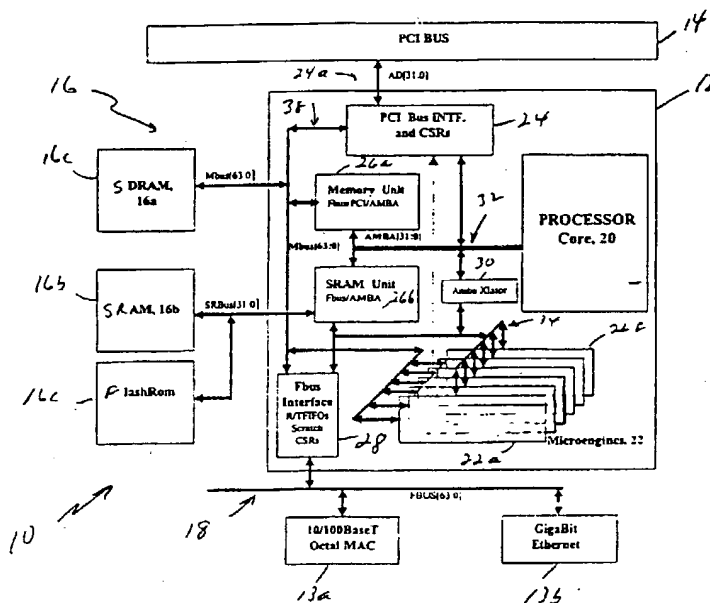 14
PCI BUS
24a
AD[31:0]
16
12
38
PCI Bus INTF.
and CSRs
24
16c
26a
SDRAM,
16a
Mbus(63:0]
Memory Unit
Fbus PCI/AMBA
32
PROCESSOR
Core, 20
AMBA[31:0]
Mbus(63:0]
30
16b
SRAM Unit
Fbus/AMBA
26b
Amba Xlator
SRAM, 16b
SRBus[31:0]
34
22f
16c
FlashRom
Fbus
Interface
R/TFIFOs
Scratch
CSRs
28
22a
Microengines, 22
FBUS[63:0]
10
18
10/100BaseT
Octal MAC
GigaBit
Ethernet
13a
13b